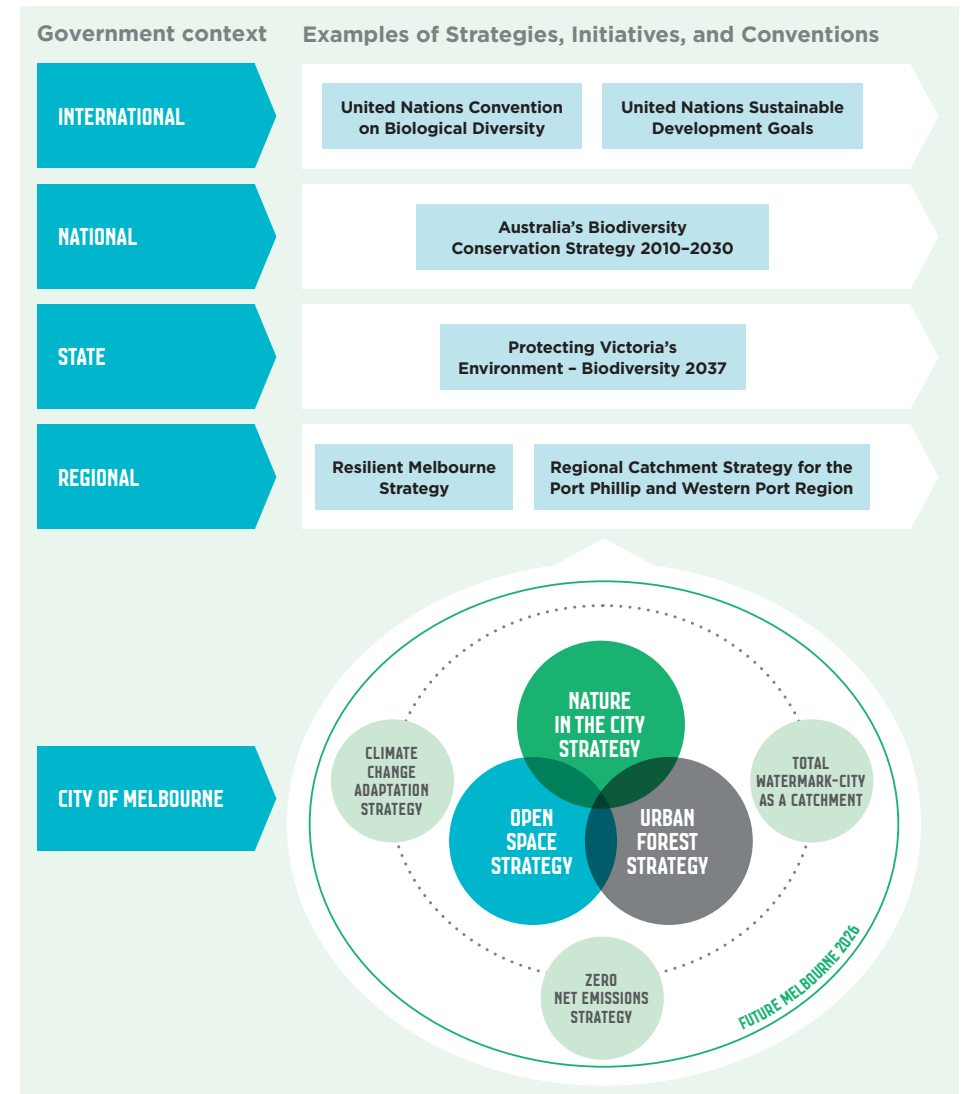 Government context
Examples of Strategies, Initiatives, and Conventions
INTERNATIONAL
United Nations Convention
on Biological Diversity
United Nations Sustainable
Development Goals
NATIONAL
Australia's Biodiversity
Conservation Strategy 2010–2030
STATE
Protecting Victoria's
Environment – Biodiversity 2037
REGIONAL
Resilient Melbourne
Strategy
Regional Catchment Strategy for the
Port Phillip and Western Port Region
CITY OF MELBOURNE
NATURE
IN THE CITY
STRATEGY
CLIMATE
CHANGE
ADAPTATION
STRATEGY
TOTAL
WATERMARK-CITY
AS A CATCHMENT
OPEN
SPACE
STRATEGY
URBAN
FOREST
STRATEGY
ZERO
NET EMISSIONS
STRATEGY
FUTURE MELBOURNE 2026